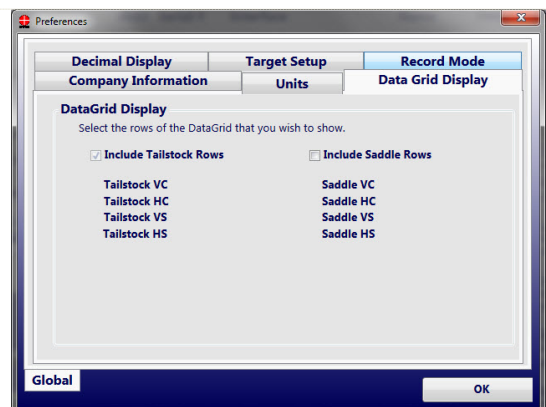 Preferences
Decimal Display Target Setup Record Mode
Company Information Units Data Grid Display
DataGrid Display
Select the rows of the DataGrid that you wish to show.
Include Tailstock Rows Include Saddle Rows
Tailstock VC Saddle VC
Tailstock HC Saddle HC
Tailstock VS Saddle VS
Tailstock HS Saddle HS
Global
OK